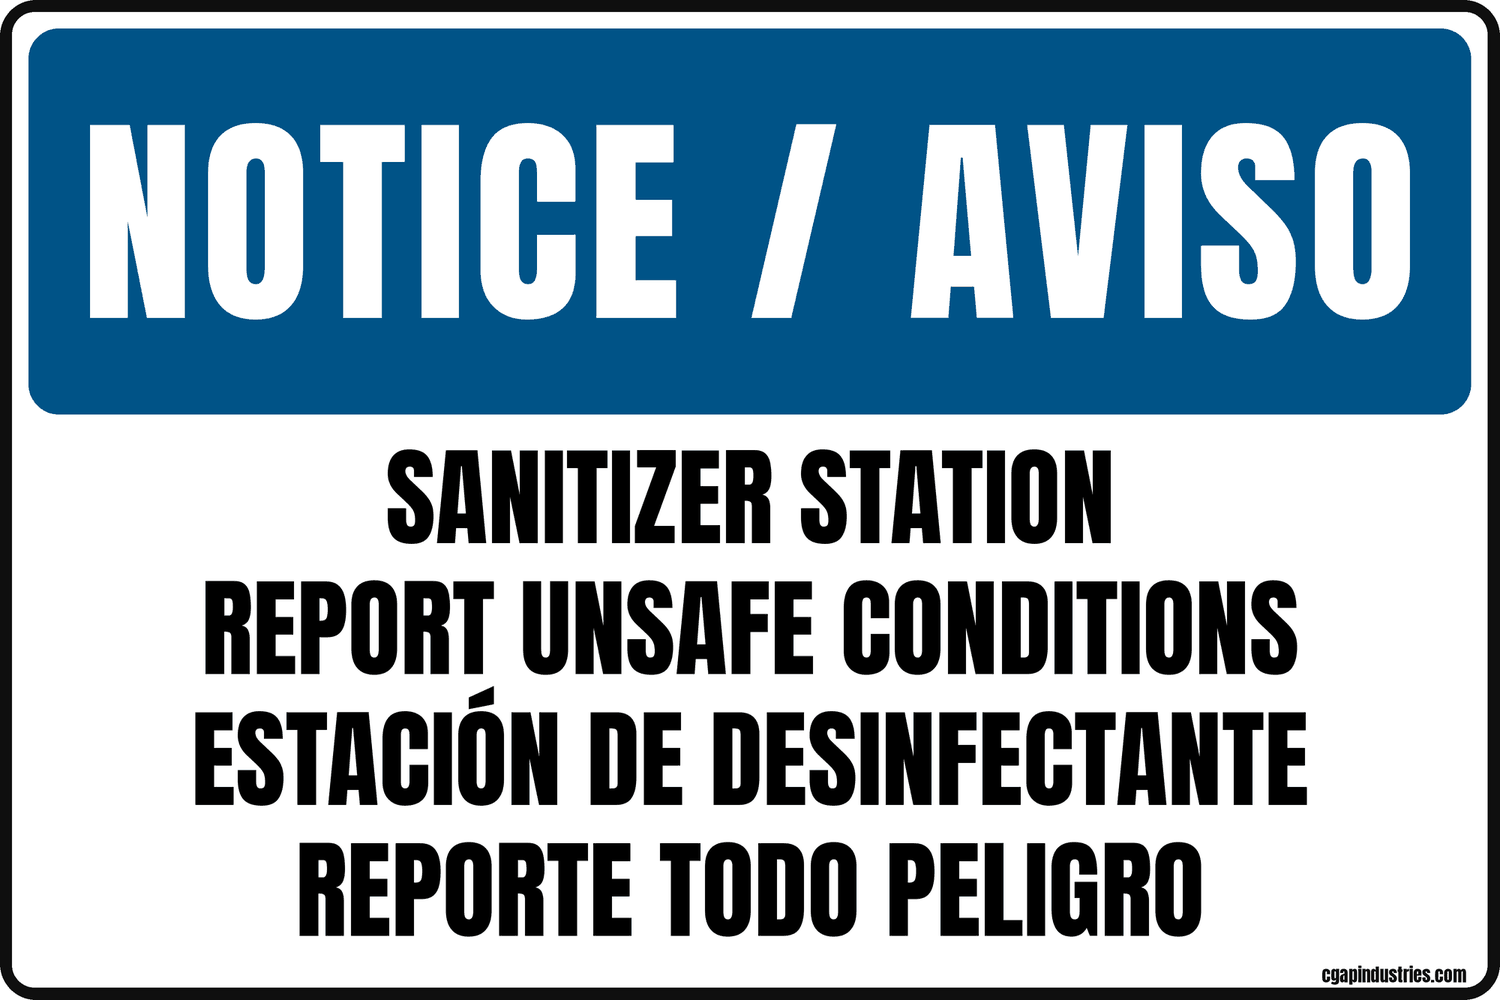 NOTICE / AVISO
SANITIZER STATION
REPORT UNSAFE CONDITIONS
ESTACIÓN DE DESINFECTANTE
REPORTE TODO PELIGRO
cgapindustries.com